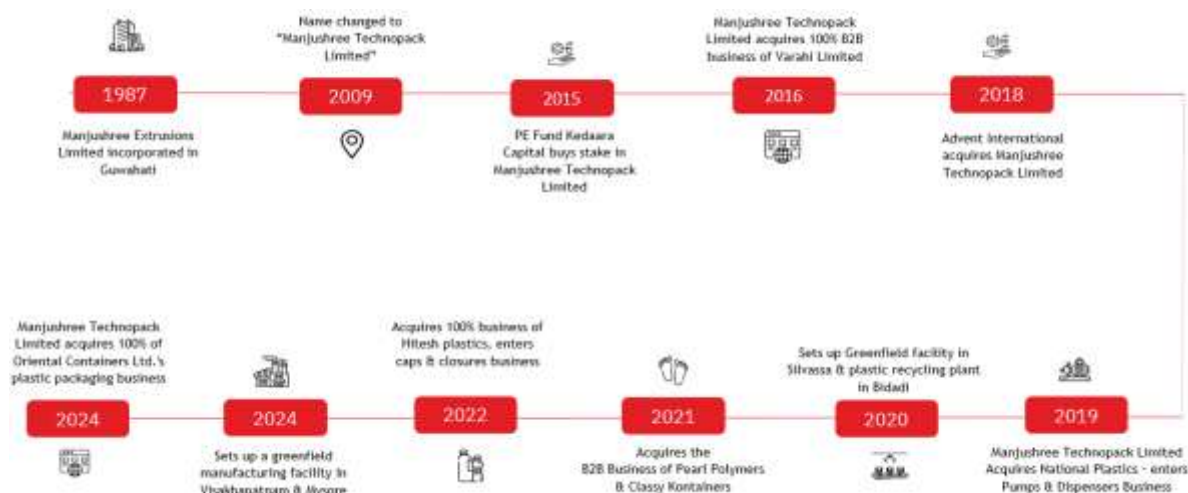 Name changed to
"Manjushree Technopack
Limited"
Manjushree Technopack
Limited acquires 100% B2B
business of Varahi Limited
1987
2009
2015
2016
2018
Manjushree Extrusions
Limited incorporated in
Guwahati
PE Fund Kedaara
Capital buys stake in
Manjushree Technopack
Limited
Advent International
acquires Manjushree
Technopack Limited
Manjushree Technopack
Limited acquires 100% of
Oriental Containers Ltd.'s
plastic packaging business
Acquires 100% business of
Hitesh plastics, enters
caps & closures business
Sets up Greenfield facility in
Silvassa & plastic recycling plant
in Bidadi
2024
2024
2022
2021
2020
2019
Sets up a greenfield
manufacturing facility in
Visakhapatnam & Mysore
Acquires the
B2B Business of Pearl Polymers
& Classy Kontainers
Manjushree Technopack Limited
Acquires National Plastics - enters
Pumps & Dispensers Business